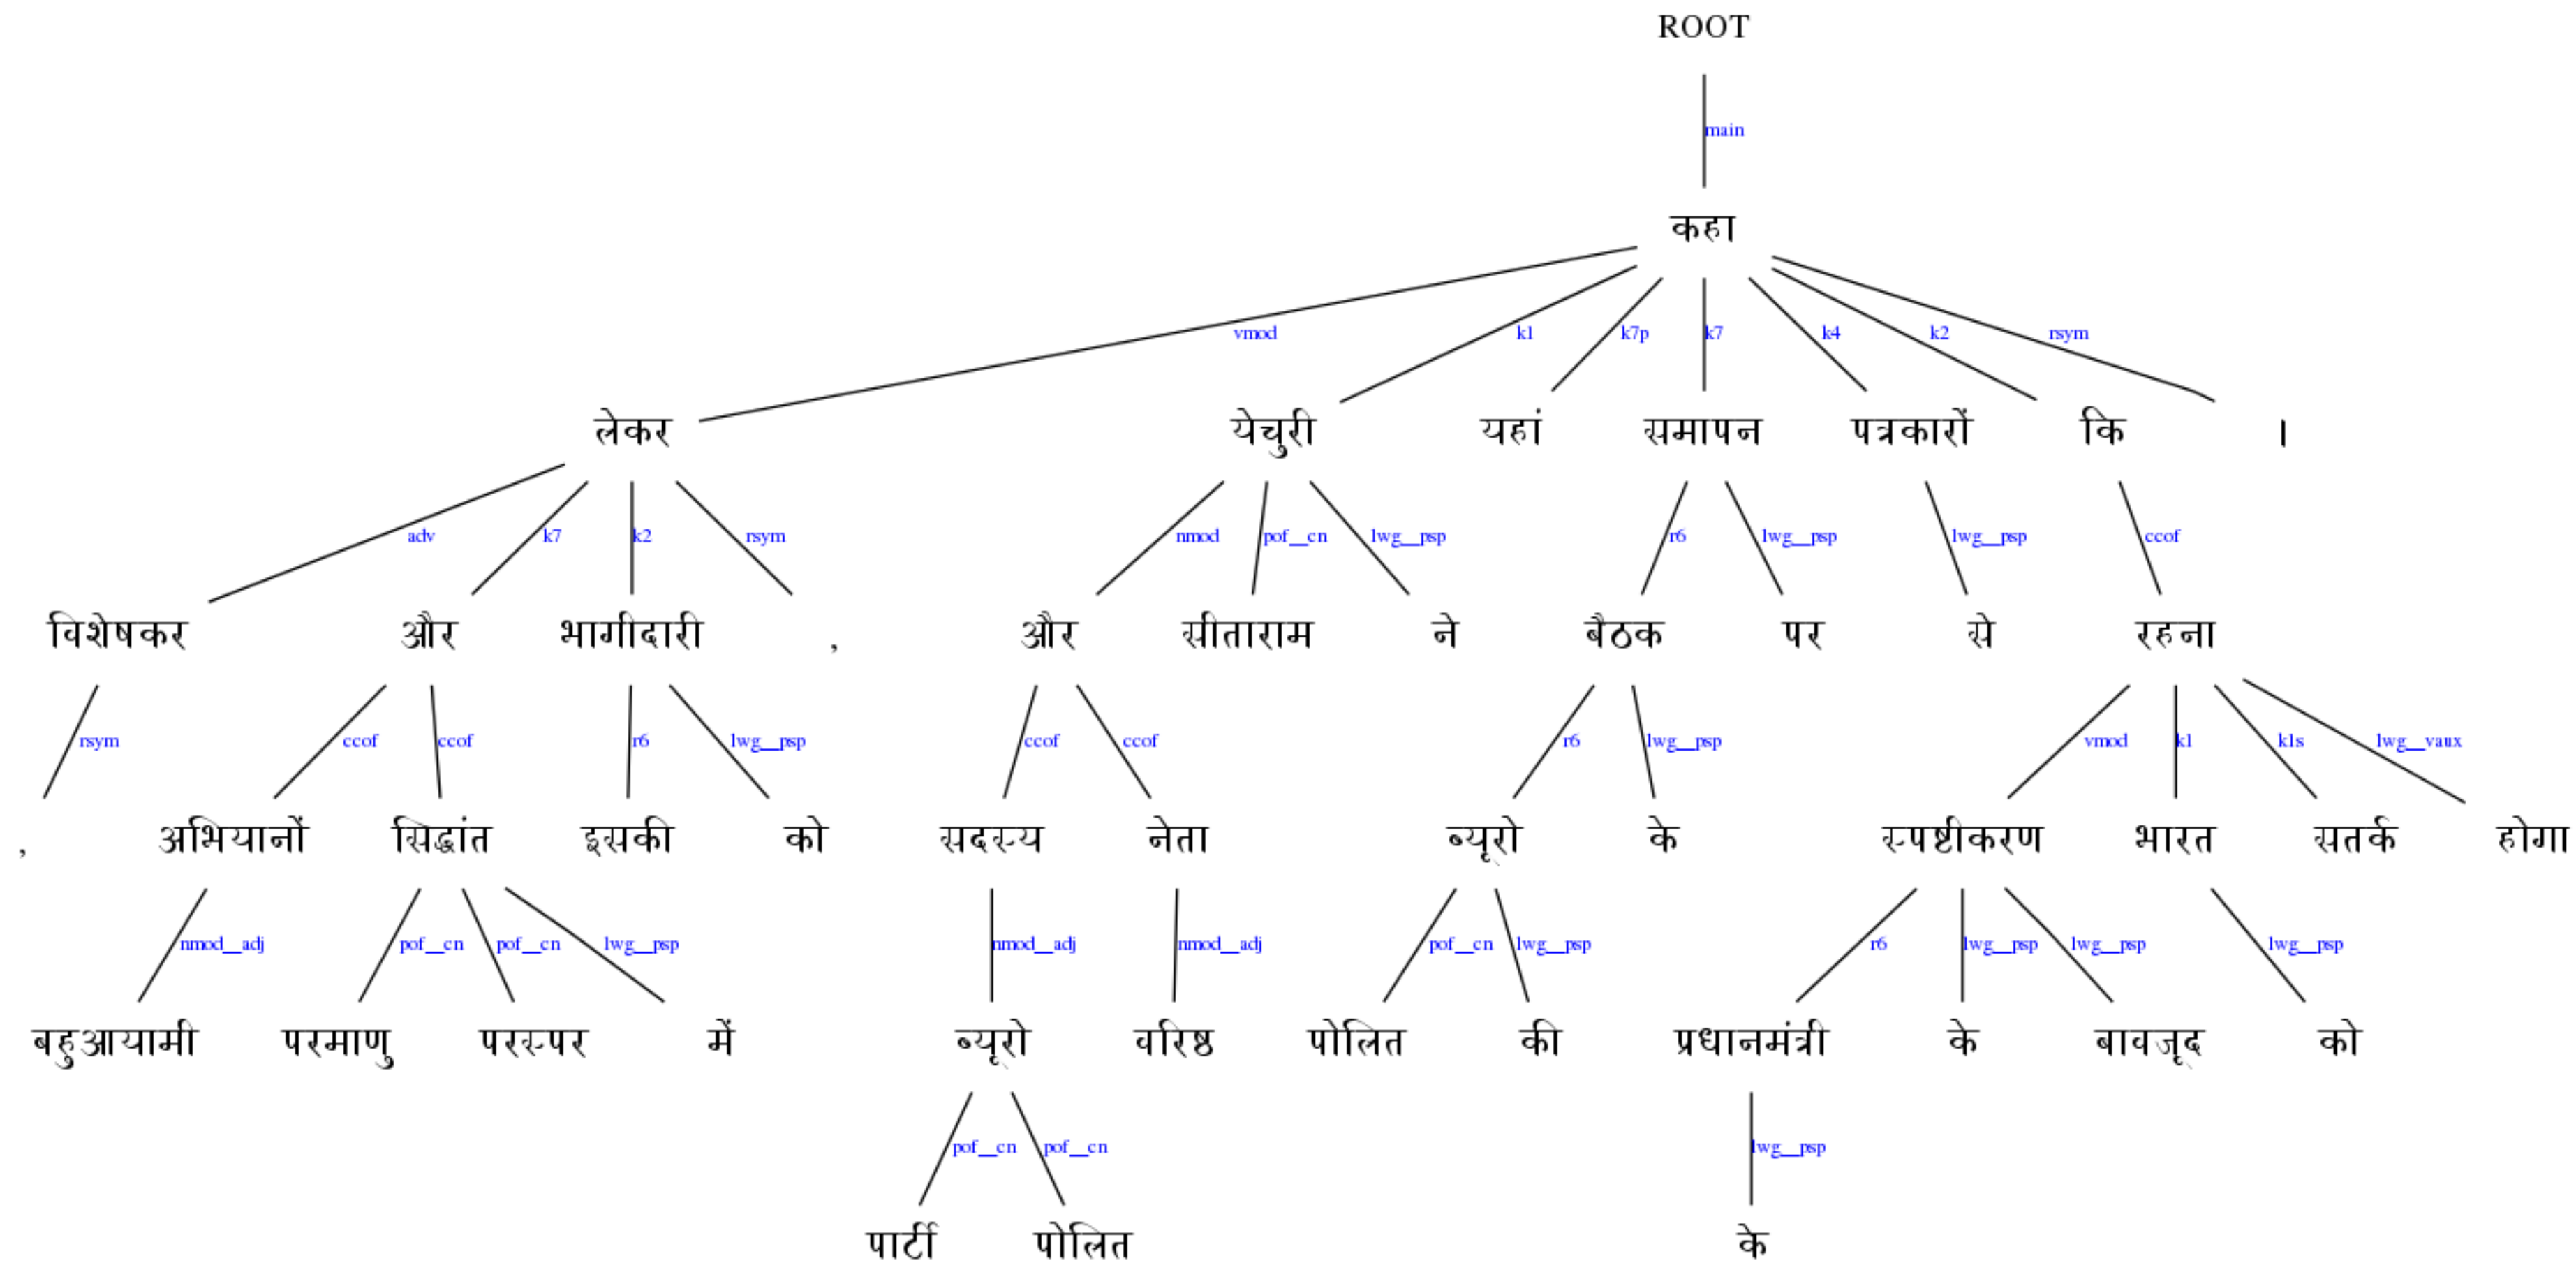 ROOT
main
कहा
vmod k1 k7p k7 k4 k2 rsym
लेकर येचुरी यहां समापन पत्रकारों कि ।
adv k7 k2 rsym nmod pof__cn lwg__psp r6 lwg__psp lwg__psp ccof
विशेषकर और भागीदारी , और सीताराम ने बैठक पर से रहना
rsym ccof ccof r6 lwg__psp ccof ccof r6 lwg__psp vmod k1 k1s lwg__vaux
, अभियानों सिद्धांत इसकी को सदस्य नेता ब्यूरो के स्पष्टीकरण भारत सतर्क होगा
nmod__adj pof__cn pof__cn lwg__psp nmod__adj nmod__adj pof__cn lwg__psp r6 lwg__psp lwg__psp lwg__psp
बहुआयामी परमाणु परस्पर में ब्यूरो वरिष्ठ पोलित की प्रधानमंत्री के बावजूद को
pof__cn pof__cn lwg__psp
पार्टी पोलित के